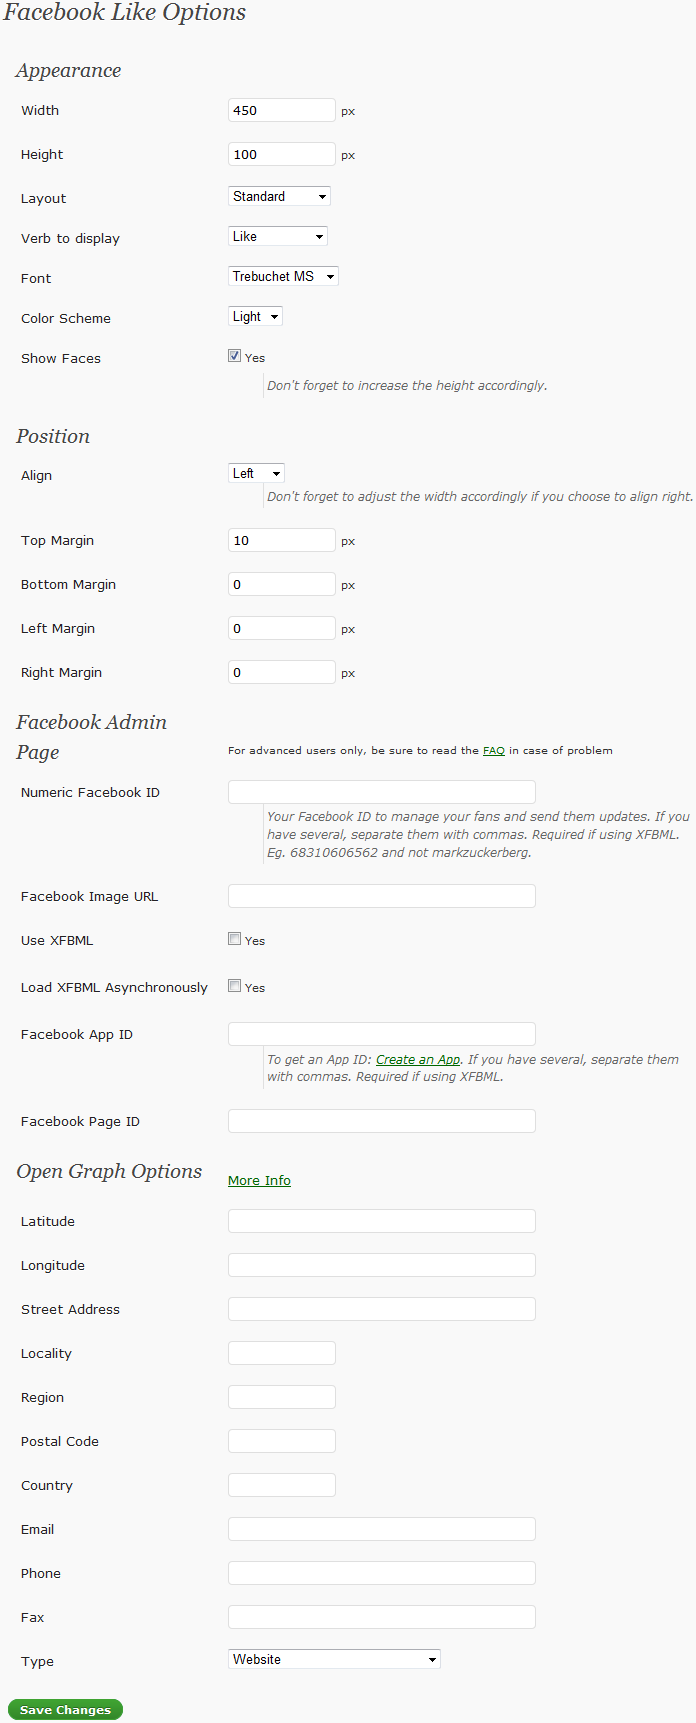 Facebook Like Options
Appearance
Width 450 px
Height 100 px
Layout Standard
Verb to display Like
Font Trebuchet MS
Color Scheme Light
Show Faces Yes
Don't forget to increase the height accordingly.
Position
Align Left
Don't forget to adjust the width accordingly if you choose to align right.
Top Margin 10 px
Bottom Margin 0 px
Left Margin 0 px
Right Margin 0 px
Facebook Admin
Page For advanced users only, be sure to read the FAQ in case of problem
Numeric Facebook ID
Your Facebook ID to manage your fans and send them updates. If you
have several, separate them with commas. Required if using XFBML.
Eg. 68310606562 and not markzuckerberg.
Facebook Image URL
Use XFBML Yes
Load XFBML Asynchronously Yes
Facebook App ID
To get an App ID: Create an App. If you have several, separate them
with commas. Required if using XFBML.
Facebook Page ID
Open Graph Options More Info
Latitude
Longitude
Street Address
Locality
Region
Postal Code
Country
Email
Phone
Fax
Type Website
Save Changes